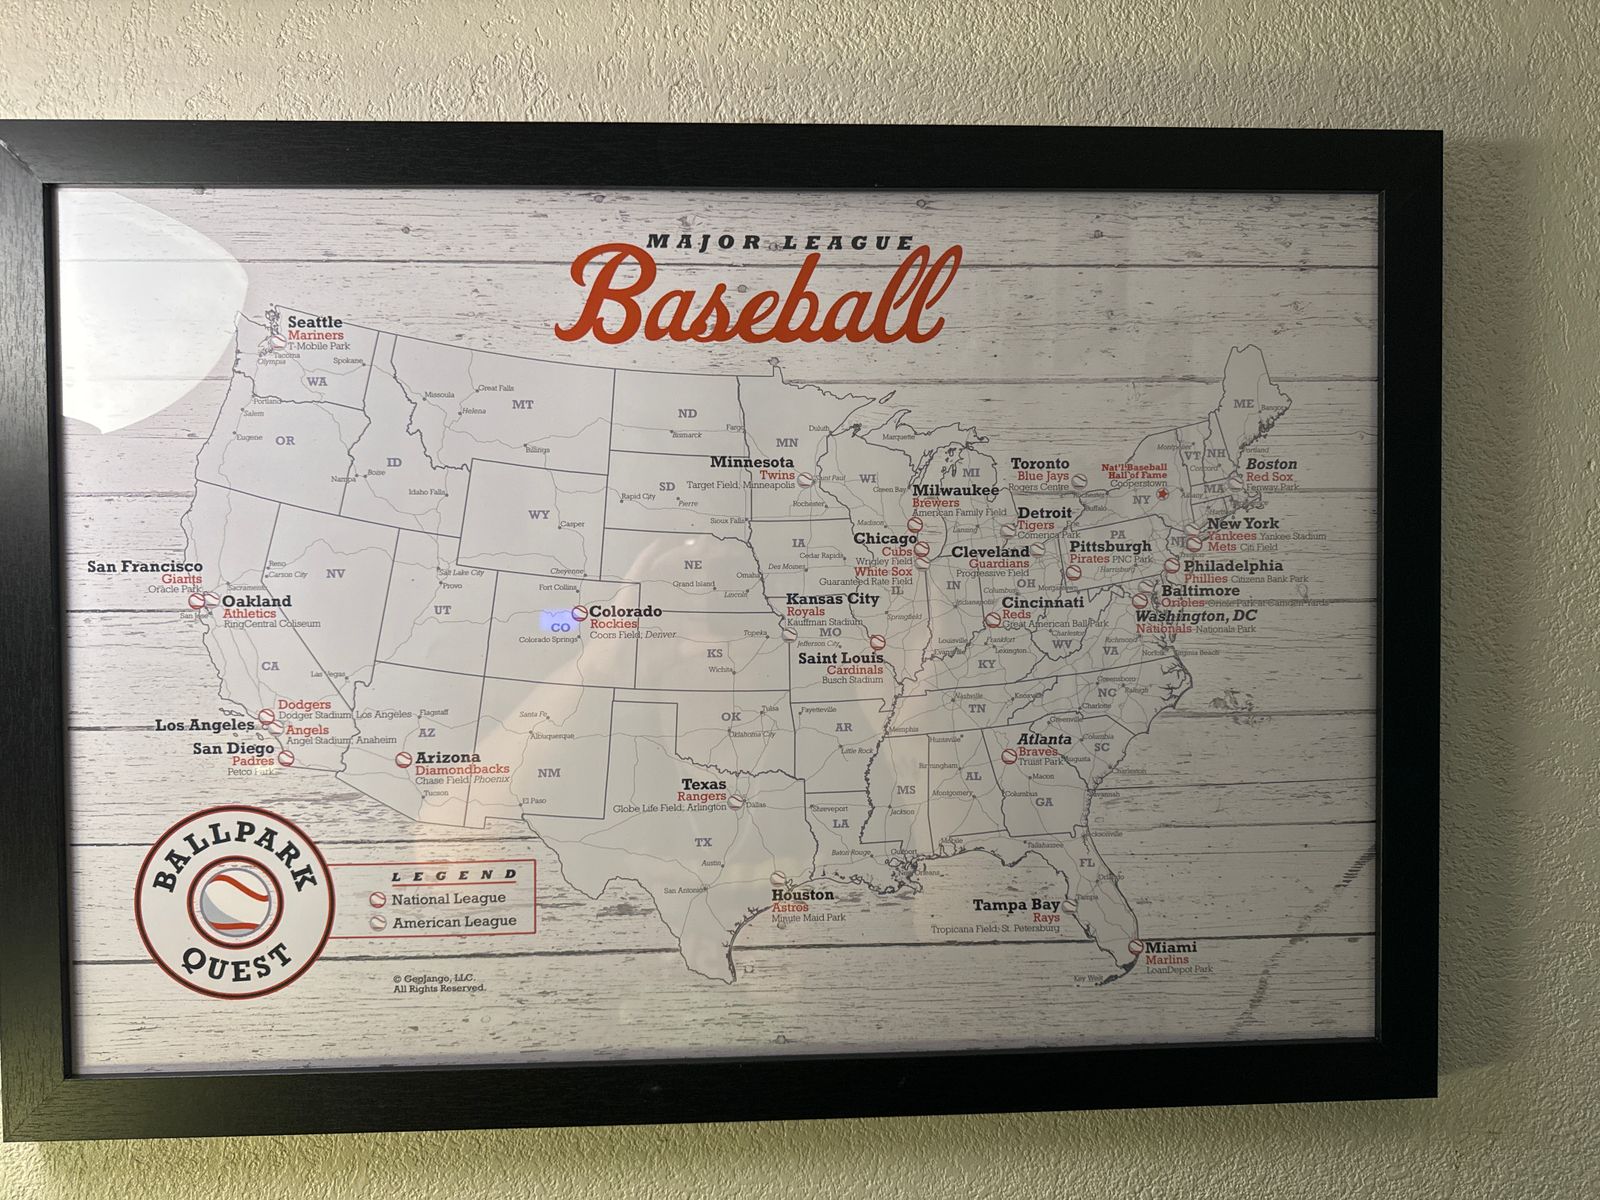 MAJOR LEAGUE
Baseball
Seattle
Mariners
T-Mobile Park
Tacoma
Olympia
Spokane
WA
Portland
Salem
Eugene
OR
Missoula
Great Falls
Helena
MT
Billings
ID
Boise
Nampa
Idaho Falls
ND
Bismarck
Fargo
SD
Rapid City
Pierre
Sioux Falls
WY
Casper
Cheyenne
MN
Duluth
Minnesota
Twins
Target Field, Minneapolis
Saint Paul
Rochester
WI
Green Bay
Madison
Marquette
MI
Lansing
Milwaukee
Brewers
American Family Field
Toronto
Blue Jays
Rogers Centre
Detroit
Tigers
Comerica Park
Nat'l Baseball
Hall of Fame
Cooperstown
Rochester
Buffalo
NY
Albany
Erie
ME
Bangor
Portland
Montpelier
VT
NH
Concord
MA
Boston
Red Sox
Fenway Park
Hartford
New York
Yankees Yankee Stadium
Mets Citi Field
NJ
PA
Harrisburg
Pittsburgh
Pirates PNC Park
Philadelphia
Phillies Citizens Bank Park
Baltimore
Orioles Oriole Park at Camden Yards
Washington, DC
Nationals Nationals Park
Chicago
Cubs
Wrigley Field
White Sox
Guaranteed Rate Field
IL
Springfield
IN
Indianapolis
Evansville
Cleveland
Guardians
Progressive Field
OH
Columbus
Cincinnati
Reds
Great American Ball Park
IA
Cedar Rapids
Des Moines
NE
Omaha
Grand Island
Lincoln
San Francisco
Giants
Oracle Park
San Jose
Sacramento
Oakland
Athletics
RingCentral Coliseum
Reno
Carson City
NV
Las Vegas
CA
Salt Lake City
Provo
UT
Fort Collins
CO
Colorado Springs
Colorado
Rockies
Coors Field, Denver
Kansas City
Royals
Kauffman Stadium
MO
Jefferson City
Topeka
KS
Wichita
Saint Louis
Cardinals
Busch Stadium
Louisville
Frankfort
Lexington
KY
Charleston
WV
VA
Richmond
Norfolk
Virginia Beach
Los Angeles
Dodgers
Dodger Stadium, Los Angeles
Angels
Angel Stadium, Anaheim
San Diego
Padres
Petco Park
Flagstaff
AZ
Arizona
Diamondbacks
Chase Field, Phoenix
Tucson
Santa Fe
Albuquerque
NM
El Paso
OK
Tulsa
Oklahoma City
Fayetteville
AR
Little Rock
Nashville
Knoxville
TN
Memphis
Greensboro
Raleigh
NC
Charlotte
Greenville
Columbia
SC
Charleston
Huntsville
Birmingham
AL
Montgomery
Mobile
Atlanta
Braves
Truist Park
Augusta
Macon
Columbus
GA
Savannah
MS
Jackson
Gulfport
Texas
Rangers
Globe Life Field, Arlington
Dallas
TX
Austin
San Antonio
Houston
Astros
Minute Maid Park
Shreveport
LA
Baton Rouge
New Orleans
Tallahassee
Jacksonville
FL
Orlando
Tampa
Tampa Bay
Rays
Tropicana Field, St. Petersburg
Miami
Marlins
LoanDepot Park
Key West
BALLPARK
QUEST
LEGEND
National League
American League
© GeoJango, LLC.
All Rights Reserved.